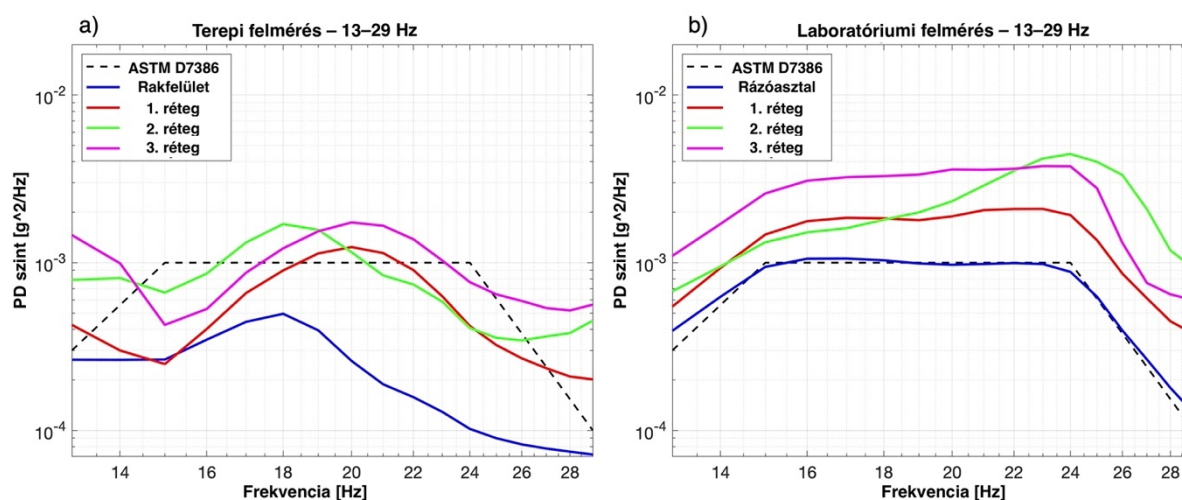 a)
Terepi felmérés – 13–29 Hz
ASTM D7386
Rakfelület
1. réteg
2. réteg
3. réteg
10^-2
10^-3
10^-4
PD szint [g^2/Hz]
14 16 18 20 22 24 26 28
Frekvencia [Hz]
b)
Laboratóriumi felmérés – 13–29 Hz
ASTM D7386
Rázóasztal
1. réteg
2. réteg
3. réteg
10^-2
10^-3
10^-4
PD szint [g^2/Hz]
14 16 18 20 22 24 26 28
Frekvencia [Hz]